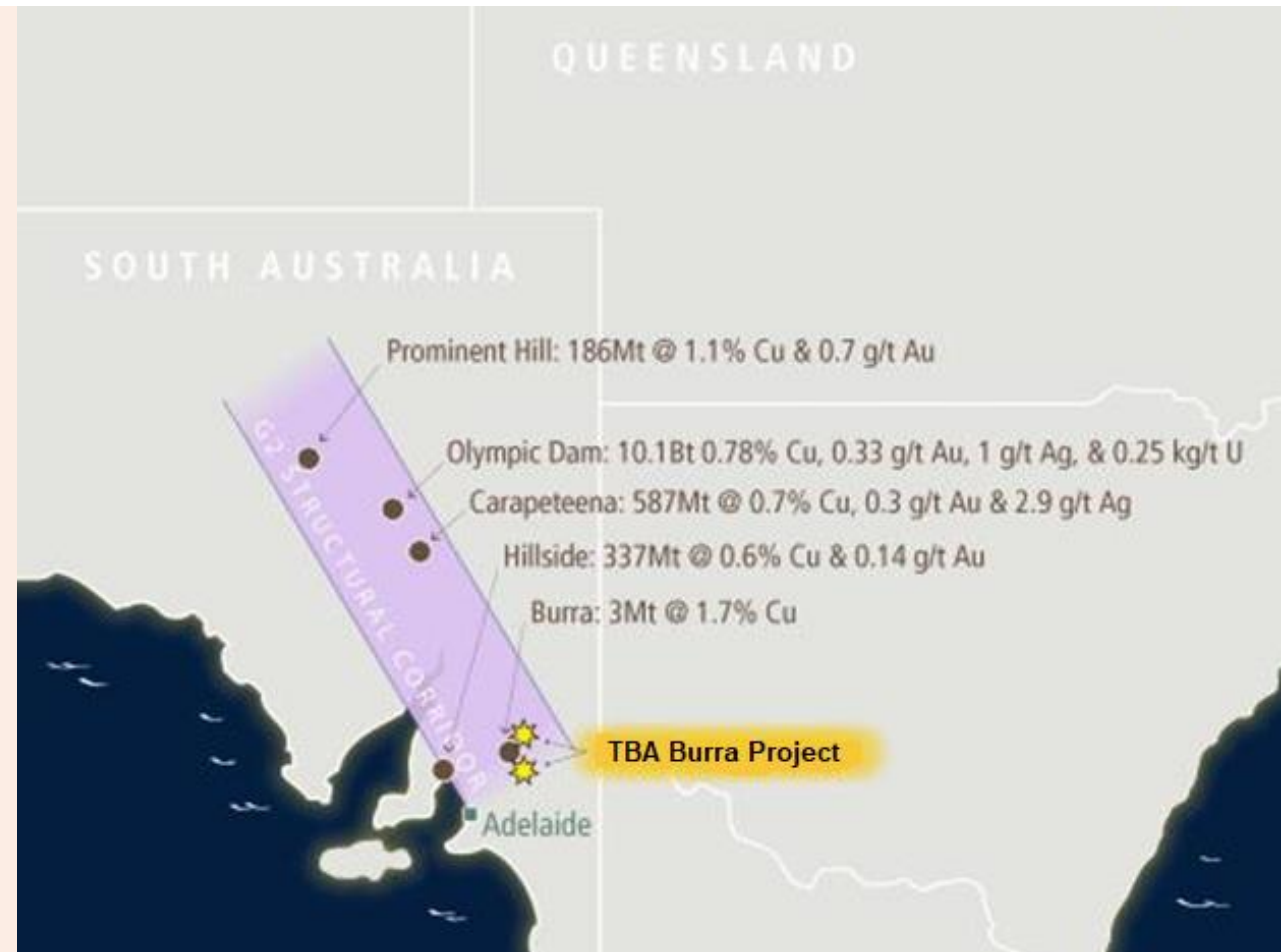 QUEENSLAND
SOUTH AUSTRALIA
Prominent Hill: 186Mt @ 1.1% Cu & 0.7 g/t Au
Olympic Dam: 10.1Bt 0.78% Cu, 0.33 g/t Au, 1 g/t Ag, & 0.25 kg/t U
Carapeteena: 587Mt @ 0.7% Cu, 0.3 g/t Au & 2.9 g/t Ag
Hillside: 337Mt @ 0.6% Cu & 0.14 g/t Au
Burra: 3Mt @ 1.7% Cu
G2 STRUCTURAL CORRIDOR
TBA Burra Project
Adelaide